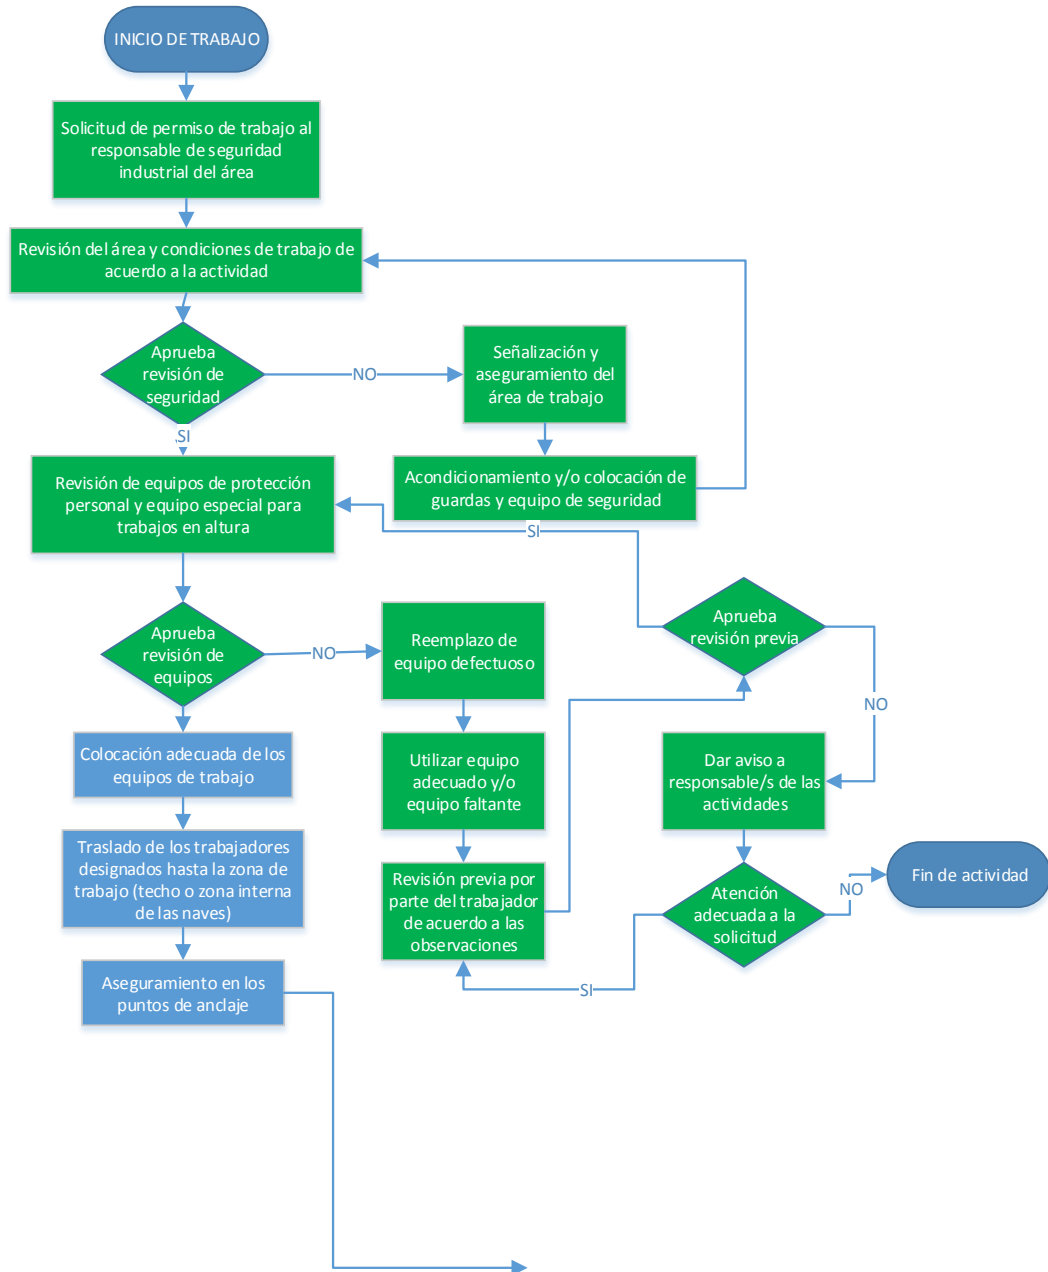 INICIO DE TRABAJO
Solicitud de permiso de trabajo al
responsable de seguridad
industrial del área
Revisión del área y condiciones de trabajo de
acuerdo a la actividad
Aprueba
revisión de
seguridad
NO
Señalización y
aseguramiento del
área de trabajo
SI
Revisión de equipos de protección
personal y equipo especial para
trabajos en altura
Acondicionamiento y/o colocación de
guardas y equipo de seguridad
SI
Aprueba
revisión de
equipos
NO
Reemplazo de
equipo defectuoso
Aprueba
revisión previa
NO
Colocación adecuada de los
equipos de trabajo
Utilizar equipo
adecuado y/o
equipo faltante
Dar aviso a
responsable/s de las
actividades
Traslado de los trabajadores
designados hasta la zona de
trabajo (techo o zona interna
de las naves)
Revisión previa por
parte del trabajador
de acuerdo a las
observaciones
Atención
adecuada a la
solicitud
NO
Fin de actividad
SI
Aseguramiento en los
puntos de anclaje